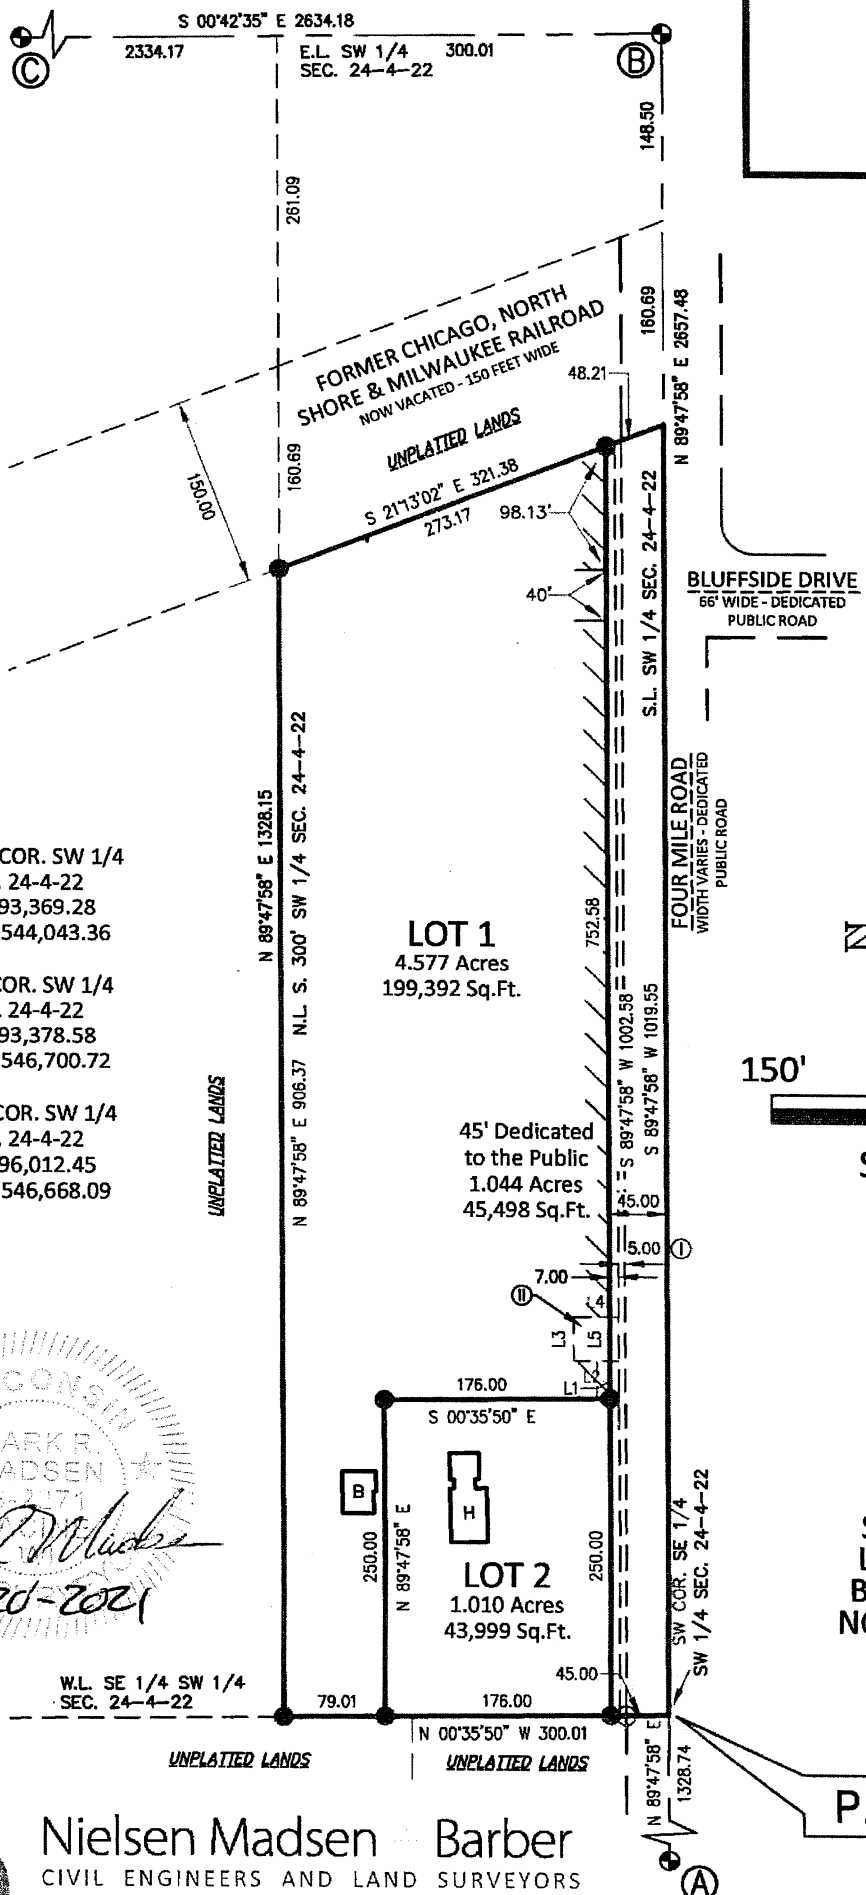 S 00°42'35" E 2634.18
2334.17
E.L. SW 1/4
SEC. 24-4-22
300.01
C
B
148.50
261.09
160.69
N 89°47'58" E 2657.48
FORMER CHICAGO, NORTH
SHORE & MILWAUKEE RAILROAD
NOW VACATED - 150 FEET WIDE
48.21
UNPLATTED LANDS
150.00
160.69
S 21°13'02" E 321.38
273.17
98.13'
40'
S.L. SW 1/4 SEC. 24-4-22
BLUFFSIDE DRIVE
66' WIDE - DEDICATED
PUBLIC ROAD
FOUR MILE ROAD
WIDTH VARIES - DEDICATED
PUBLIC ROAD
N 89°47'58" E 1328.15
N.L. S. 300' SW 1/4 SEC. 24-4-22
N 89°47'58" E 906.37
UNPLATTED LANDS
COR. SW 1/4
24-4-22
93,369.28
544,043.36
COR. SW 1/4
24-4-22
93,378.58
546,700.72
COR. SW 1/4
24-4-22
96,012.45
546,668.09
LOT 1
4.577 Acres
199,392 Sq.Ft.
752.58
S 89°47'58" W 1002.58
S 89°47'58" W 1019.55
150'
45' Dedicated
to the Public
1.044 Acres
45,498 Sq.Ft.
45.00
5.00
I
7.00
II
L4
L3
L5
L2
L1
176.00
S 00°35'50" E
B
H
250.00
N 89°47'58" E
LOT 2
1.010 Acres
43,999 Sq.Ft.
250.00
SW COR. SE 1/4
SW 1/4 SEC. 24-4-22
CONSIN
ARK R.
ADSEN
2271
20-2021
W.L. SE 1/4 SW 1/4
SEC. 24-4-22
79.01
176.00
45.00
N 00°35'50" W 300.01
UNPLATTED LANDS
UNPLATTED LANDS
N 89°47'58" E
1328.74
P.
A
Nielsen Madsen Barber
CIVIL ENGINEERS AND LAND SURVEYORS